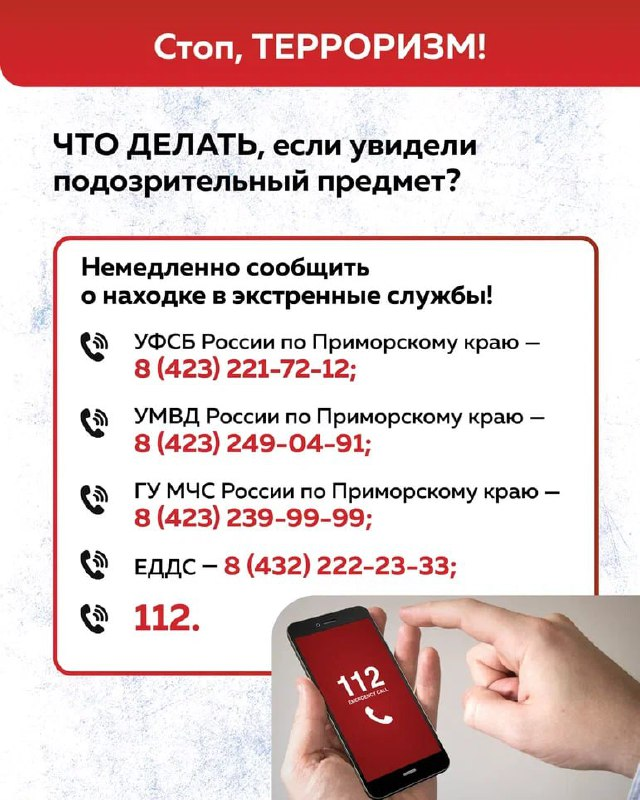 Стоп, ТЕРРОРИЗМ!
ЧТО ДЕЛАТЬ, если увидели
подозрительный предмет?
Немедленно сообщить
о находке в экстренные службы!
УФСБ России по Приморскому краю —
8 (423) 221-72-12;
УМВД России по Приморскому краю —
8 (423) 249-04-91;
ГУ МЧС России по Приморскому краю —
8 (423) 239-99-99;
ЕДДС — 8 (432) 222-23-33;
112.
112
EMERGENCY CALL